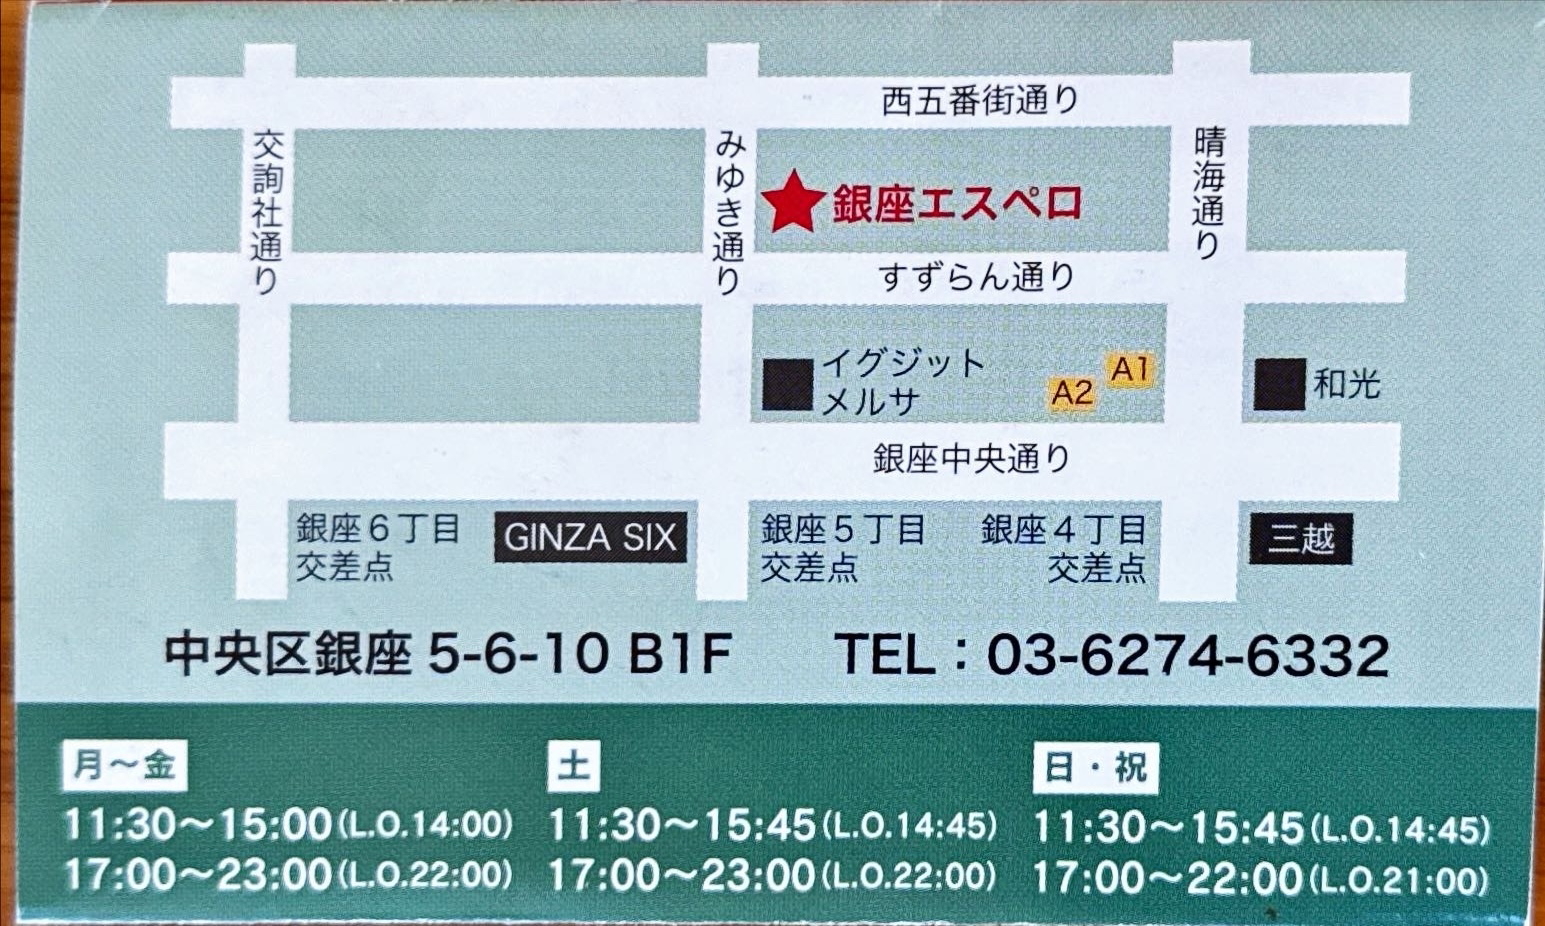 西五番街通り
交詢社通り
みゆき通り
晴海通り
銀座エスペロ
すずらん通り
イグジット
メルサ
A1
A2
和光
銀座中央通り
銀座6丁目
交差点
GINZA SIX
銀座5丁目
交差点
銀座4丁目
交差点
三越
中央区銀座 5-6-10 B1F TEL：03-6274-6332
月〜金
11:30〜15:00(L.O.14:00)
17:00〜23:00(L.O.22:00)
土
11:30〜15:45(L.O.14:45)
17:00〜23:00(L.O.22:00)
日・祝
11:30〜15:45(L.O.14:45)
17:00〜22:00(L.O.21:00)